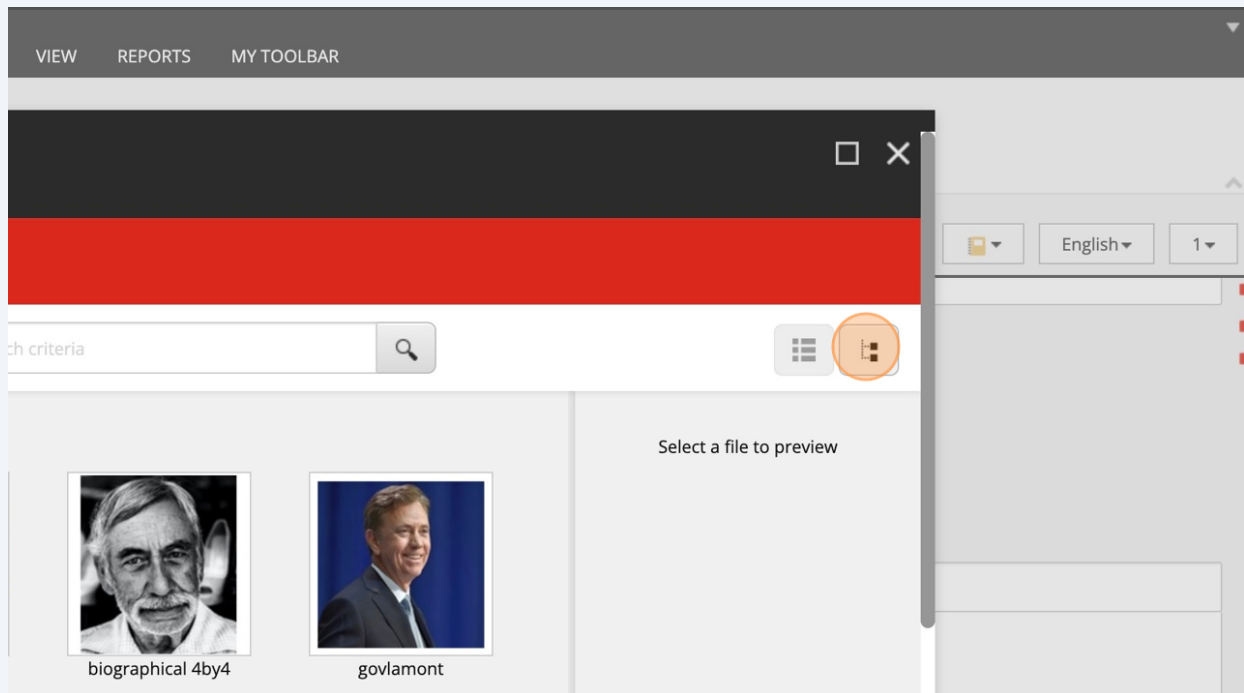 VIEW REPORTS MY TOOLBAR
English 1
ch criteria
Select a file to preview
biographical 4by4 govlamont